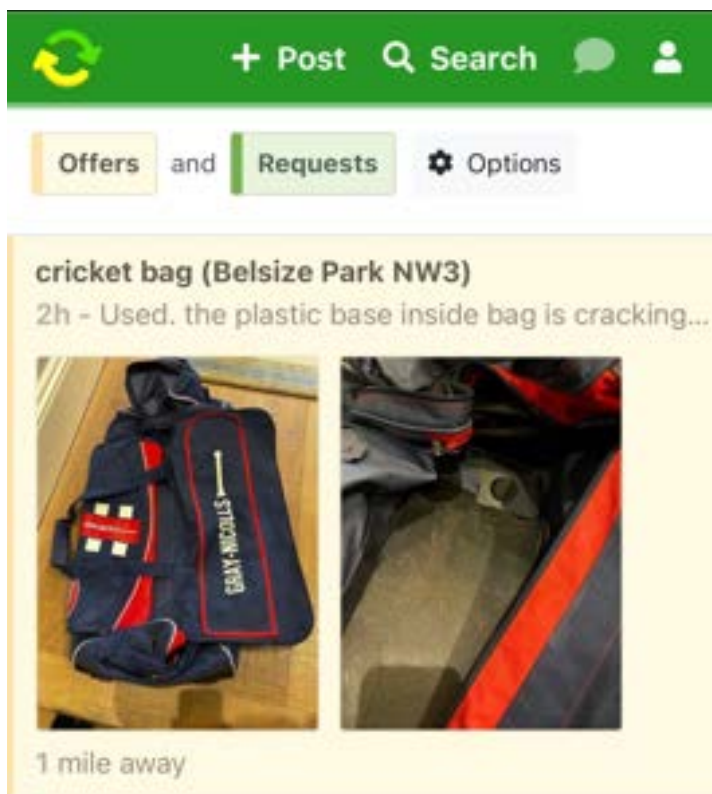 + Post Search
Offers and Requests Options
cricket bag (Belsize Park NW3)
2h - Used. the plastic base inside bag is cracking...
GRAY-NICOLLS
1 mile away